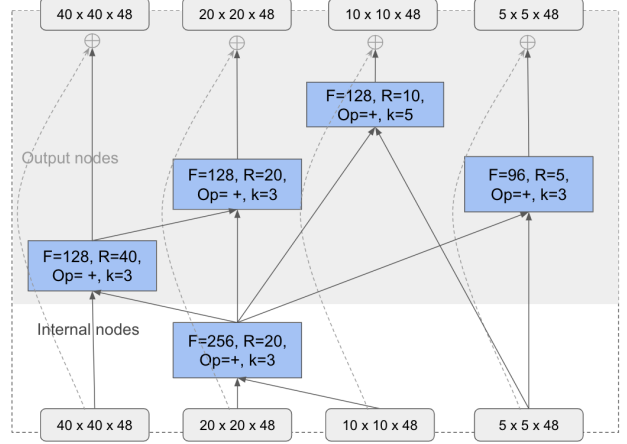 40 x 40 x 48
20 x 20 x 48
10 x 10 x 48
5 x 5 x 48
F=128, R=10,
Op=+, k=5
Output nodes
F=128, R=20,
Op= +, k=3
F=96, R=5,
Op=+, k=3
F=128, R=40,
Op= +, k=3
Internal nodes
F=256, R=20,
Op=+, k=3
40 x 40 x 48
20 x 20 x 48
10 x 10 x 48
5 x 5 x 48